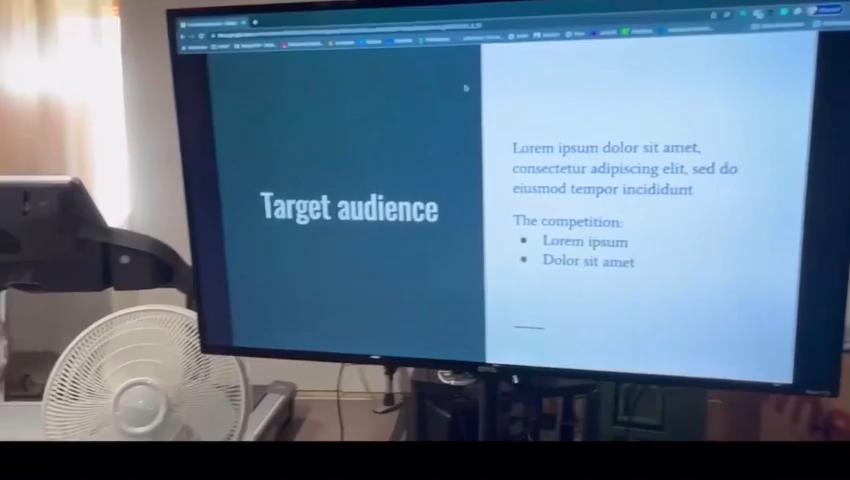 Target audience
Lorem ipsum dolor sit amet,
consectetur adipiscing elit, sed do
eiusmod tempor incididunt
The competition:
Lorem ipsum
Dolor sit amet